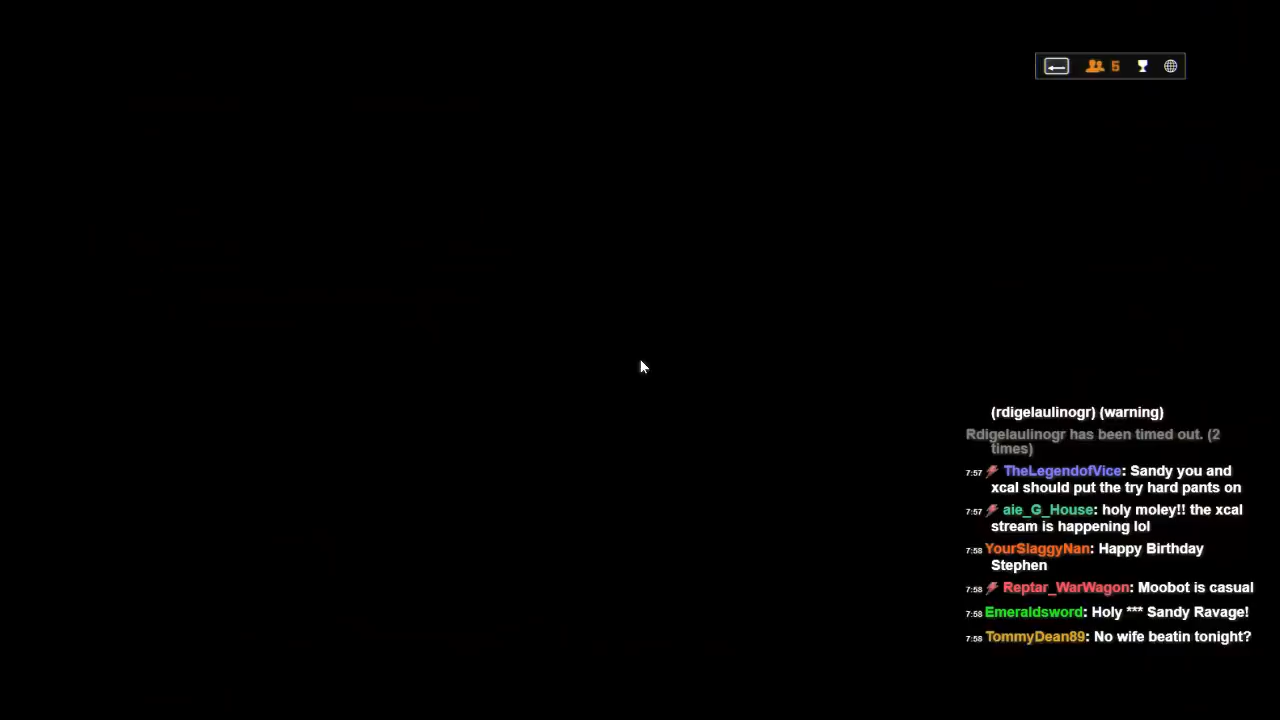 5
(rdigelaulinogr) (warning)
Rdigelaulinogr has been timed out. (2
times)
7:57 TheLegendofVice: Sandy you and
xcal should put the try hard pants on
7:57 aie_G_House: holy moley!! the xcal
stream is happening lol
7:58 YourSlaggyNan: Happy Birthday
Stephen
7:58 Reptar_WarWagon: Moobot is casual
7:58 Emeraldsword: Holy *** Sandy Ravage!
7:58 TommyDean89: No wife beatin tonight?